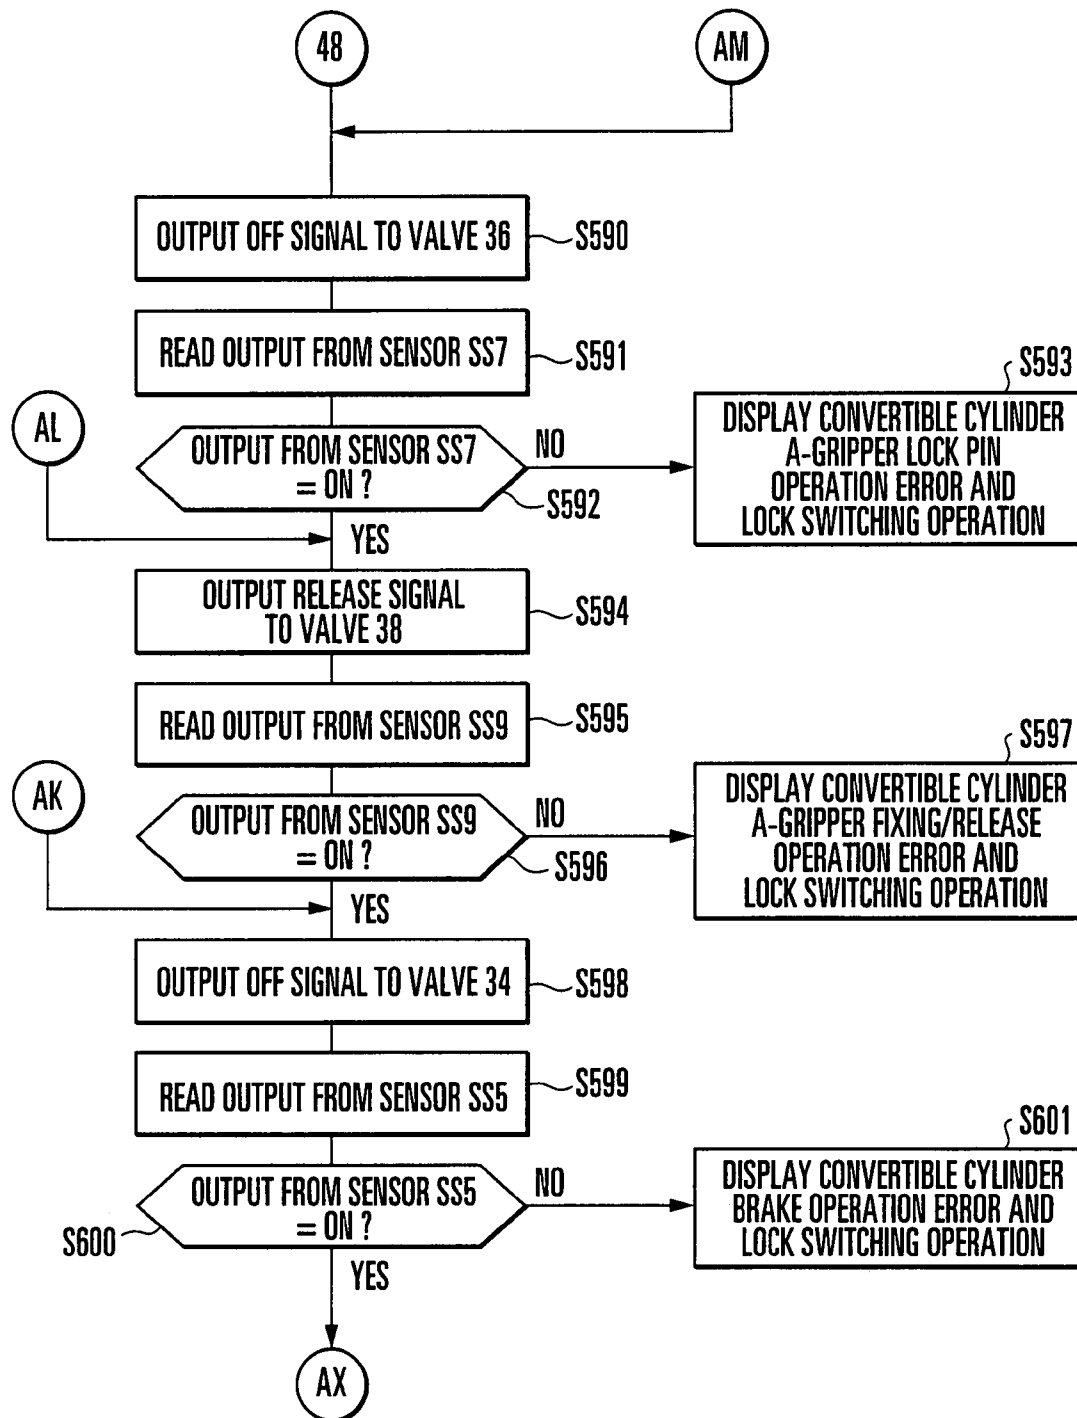 48
AM
OUTPUT OFF SIGNAL TO VALVE 36
S590
READ OUTPUT FROM SENSOR SS7
S591
AL
OUTPUT FROM SENSOR SS7
= ON ?
NO
S592
S593
DISPLAY CONVERTIBLE CYLINDER
A-GRIPPER LOCK PIN
OPERATION ERROR AND
LOCK SWITCHING OPERATION
YES
OUTPUT RELEASE SIGNAL
TO VALVE 38
S594
READ OUTPUT FROM SENSOR SS9
S595
AK
OUTPUT FROM SENSOR SS9
= ON ?
NO
S596
S597
DISPLAY CONVERTIBLE CYLINDER
A-GRIPPER FIXING/RELEASE
OPERATION ERROR AND
LOCK SWITCHING OPERATION
YES
OUTPUT OFF SIGNAL TO VALVE 34
S598
READ OUTPUT FROM SENSOR SS5
S599
OUTPUT FROM SENSOR SS5
= ON ?
NO
S600
S601
DISPLAY CONVERTIBLE CYLINDER
BRAKE OPERATION ERROR AND
LOCK SWITCHING OPERATION
YES
AX